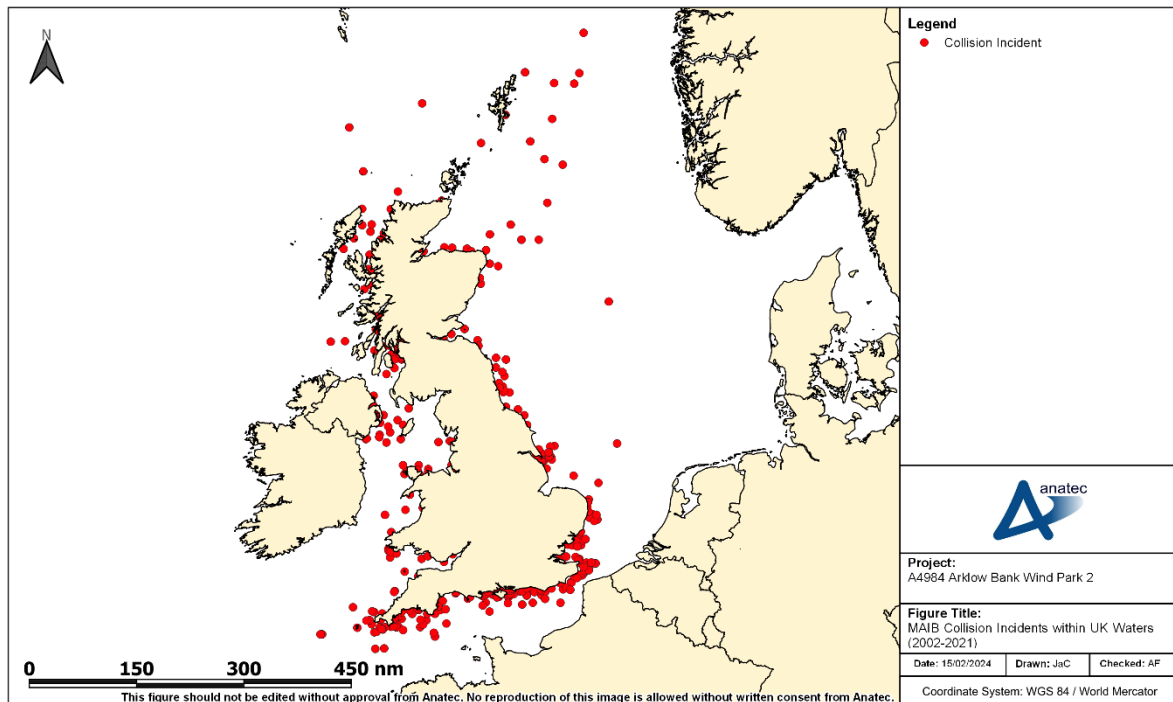 N
0 150 300 450 nm
This figure should not be edited without approval from Anatec. No reproduction of this image is allowed without written consent from Anatec.
Legend
Collision Incident
anatec
Project:
A4984 Arklow Bank Wind Park 2
Figure Title:
MAIB Collision Incidents within UK Waters
(2002-2021)
Date: 15/02/2024 Drawn: JaC Checked: AF
Coordinate System: WGS 84 / World Mercator